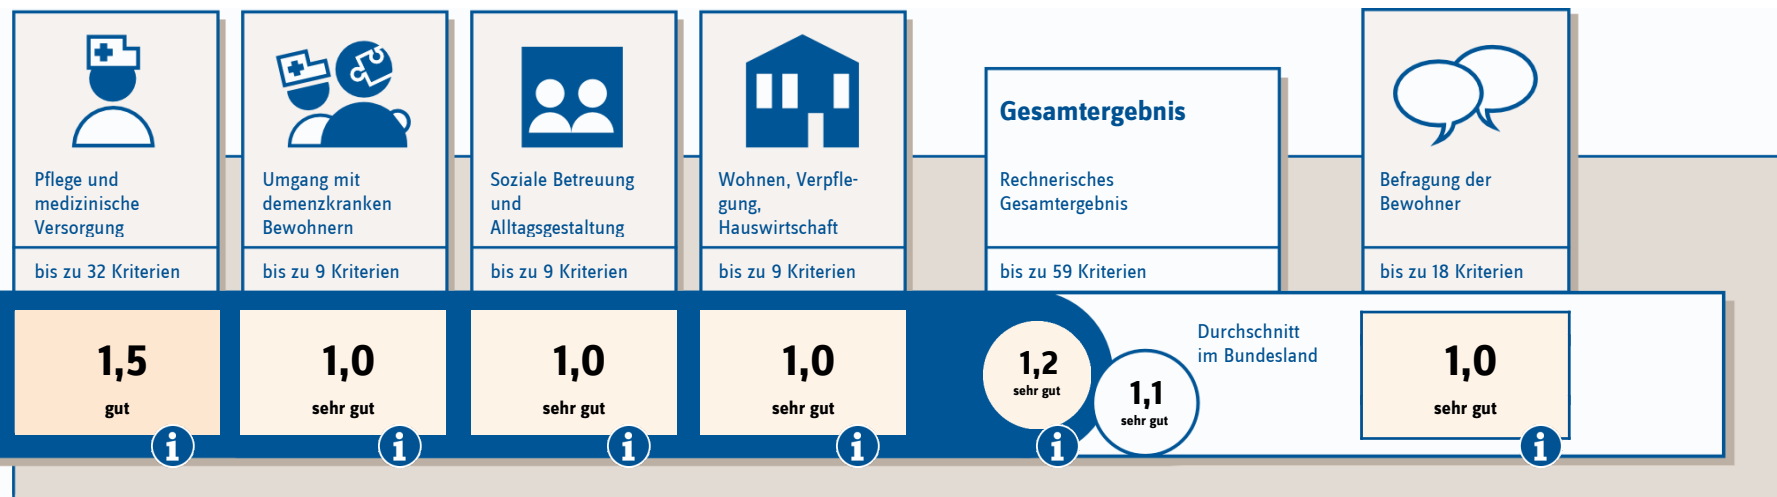 Pflege und
medizinische
Versorgung
bis zu 32 Kriterien
1,5
gut
Umgang mit
demenzkranken
Bewohnern
bis zu 9 Kriterien
1,0
sehr gut
Soziale Betreuung
und
Alltagsgestaltung
bis zu 9 Kriterien
1,0
sehr gut
Wohnen, Verpfle-
gung,
Hauswirtschaft
bis zu 9 Kriterien
1,0
sehr gut
Gesamtergebnis
Rechnerisches
Gesamtergebnis
bis zu 59 Kriterien
1,2
sehr gut
1,1
sehr gut
Durchschnitt
im Bundesland
Befragung der
Bewohner
bis zu 18 Kriterien
1,0
sehr gut